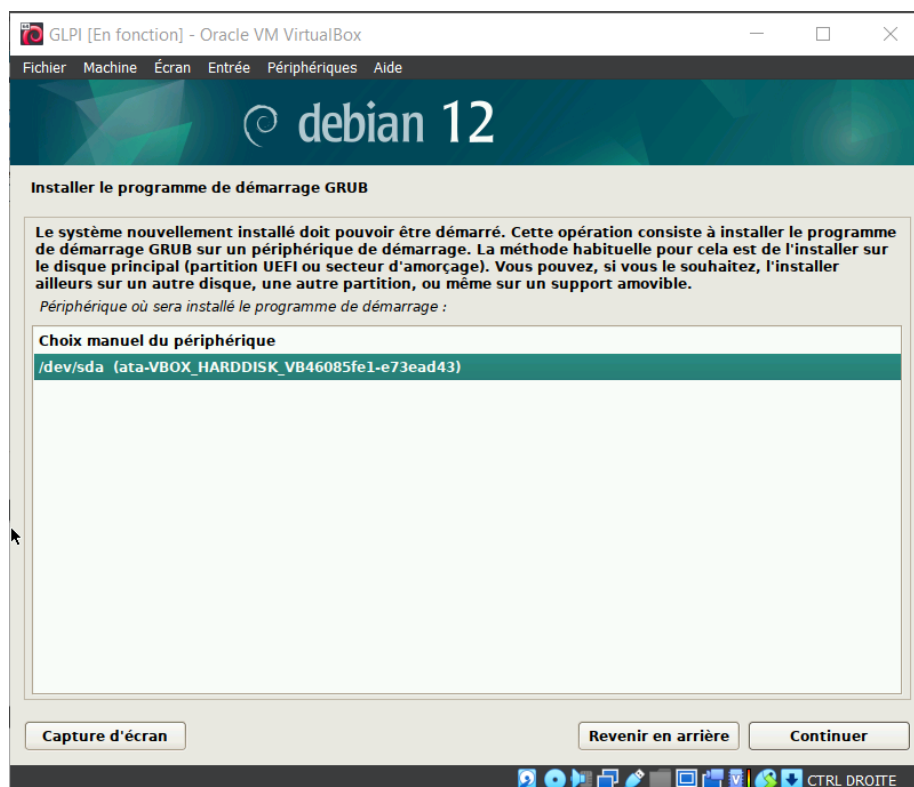 GLPI [En fonction] - Oracle VM VirtualBox
Fichier Machine Écran Entrée Périphériques Aide
debian 12
Installer le programme de démarrage GRUB
Le système nouvellement installé doit pouvoir être démarré. Cette opération consiste à installer le programme
de démarrage GRUB sur un périphérique de démarrage. La méthode habituelle pour cela est de l'installer sur
le disque principal (partition UEFI ou secteur d'amorçage). Vous pouvez, si vous le souhaitez, l'installer
ailleurs sur un autre disque, une autre partition, ou même sur un support amovible.
Périphérique où sera installé le programme de démarrage :
Choix manuel du périphérique
/dev/sda (ata-VBOX_HARDDISK_VB46085fe1-e73ead43)
Capture d'écran
Revenir en arrière
Continuer
CTRL DROITE